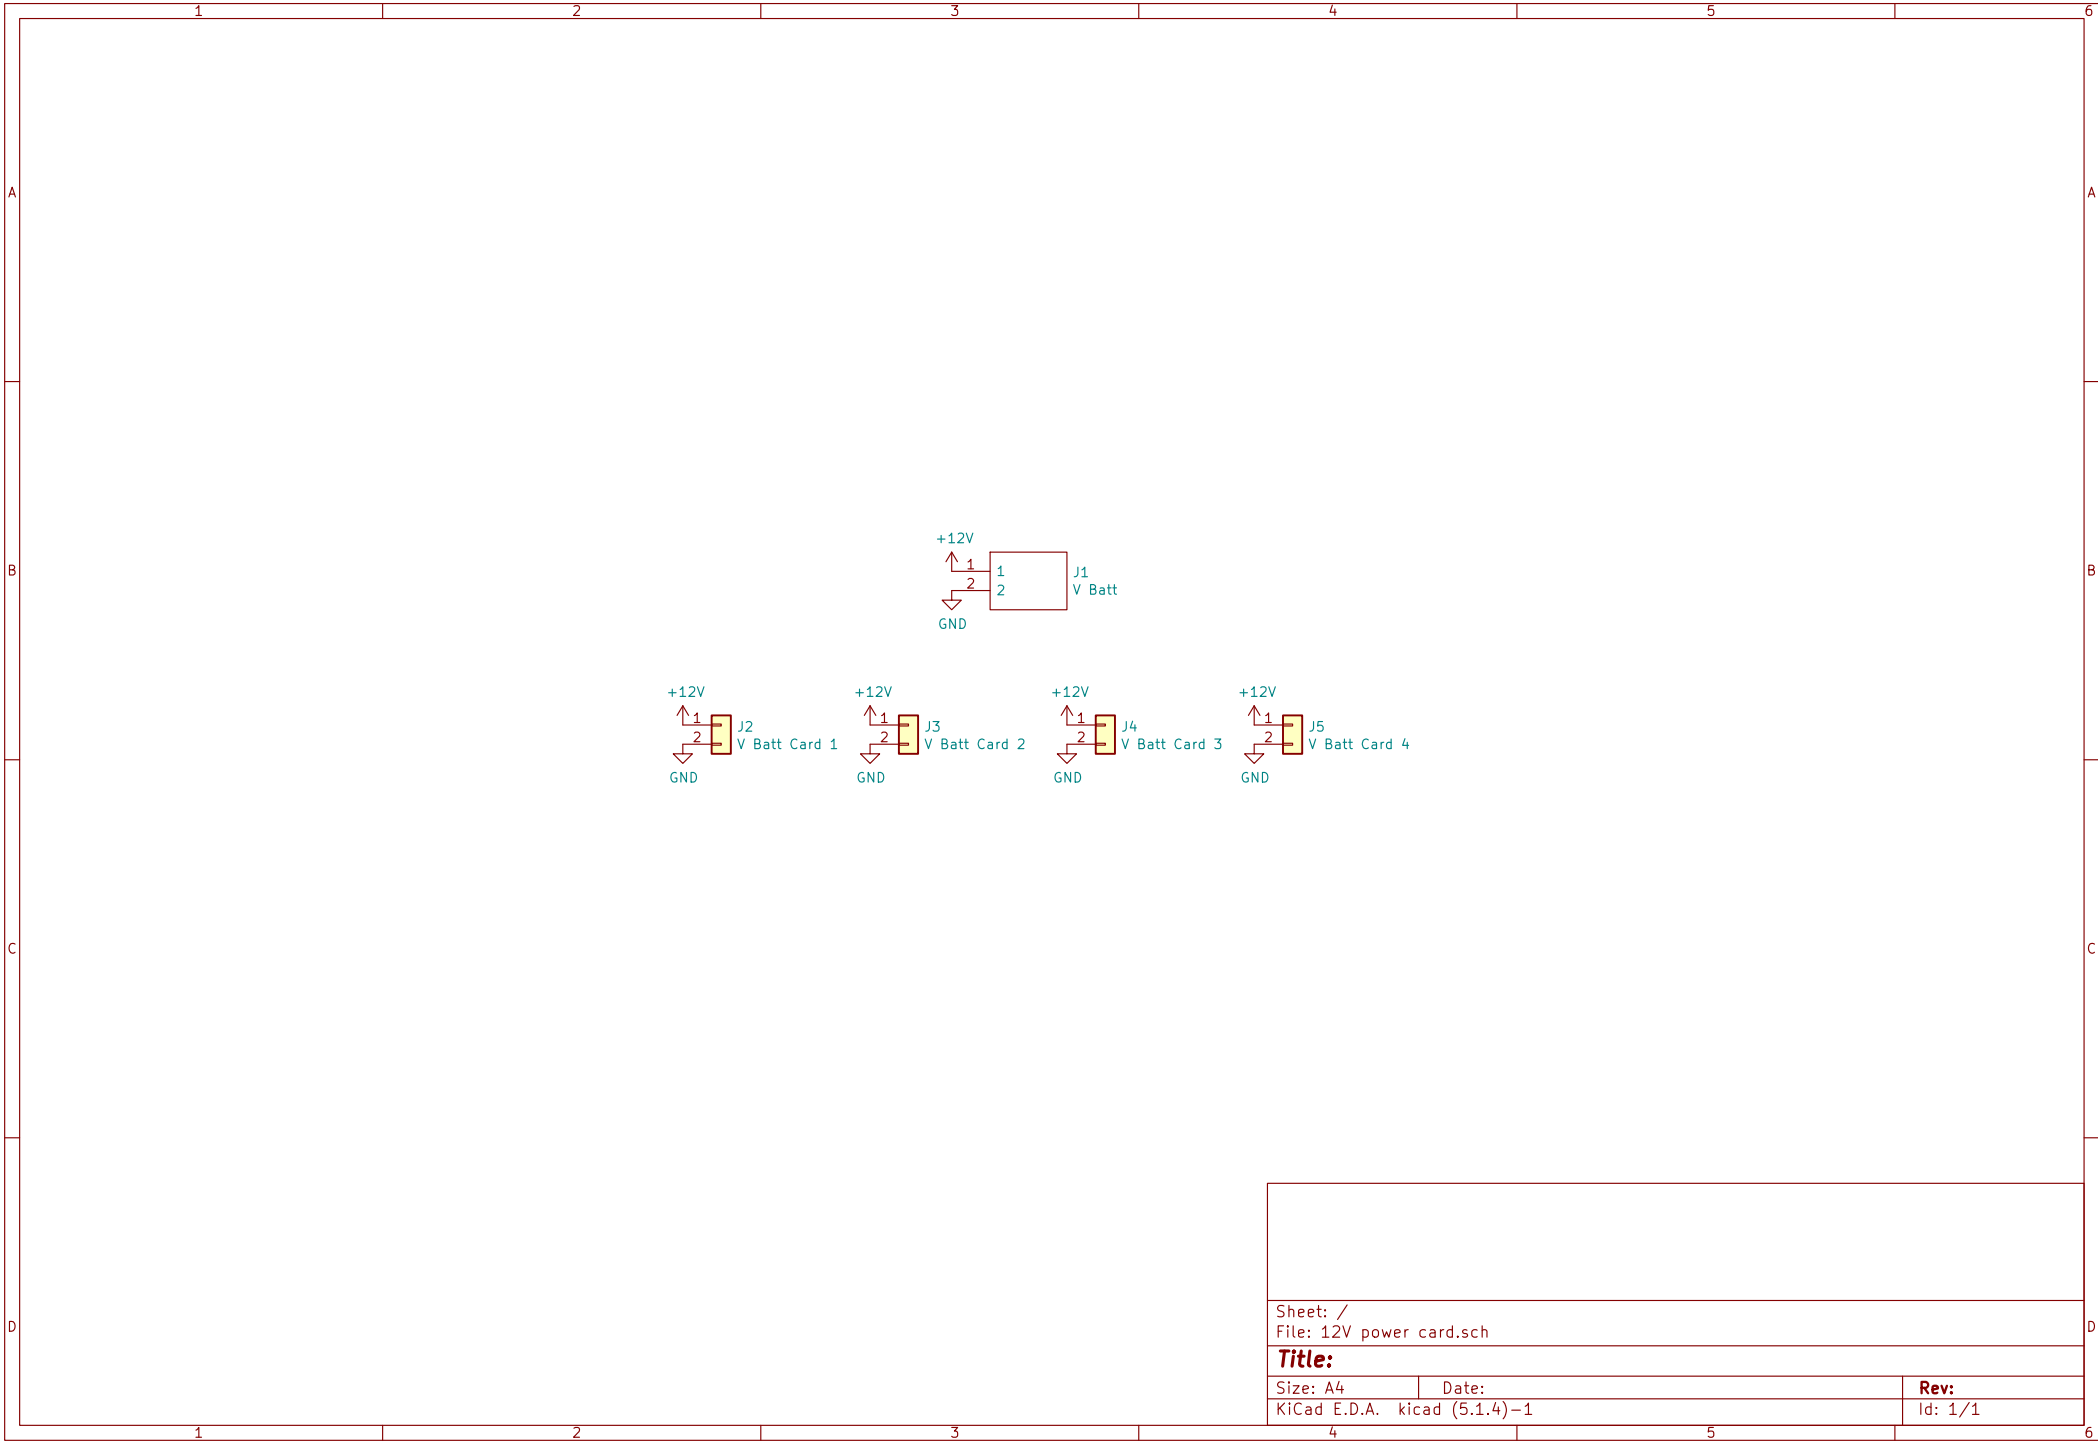 1 2 3 4 5 6
A A
+12V
1 1 J1
B B
2 2 V Batt
GND
+12V +12V +12V +12V
1 J2 1 J3 1 J4 1 J5
2 V Batt Card 1 2 V Batt Card 2 2 V Batt Card 3 2 V Batt Card 4
GND GND GND GND
C C
Sheet: /
D D
File: 12V power card.sch
Title:
Size: A4 Date: Rev:
KiCad E.D.A. kicad (5.1.4)-1 Id: 1/1
1 2 3 4 5 6